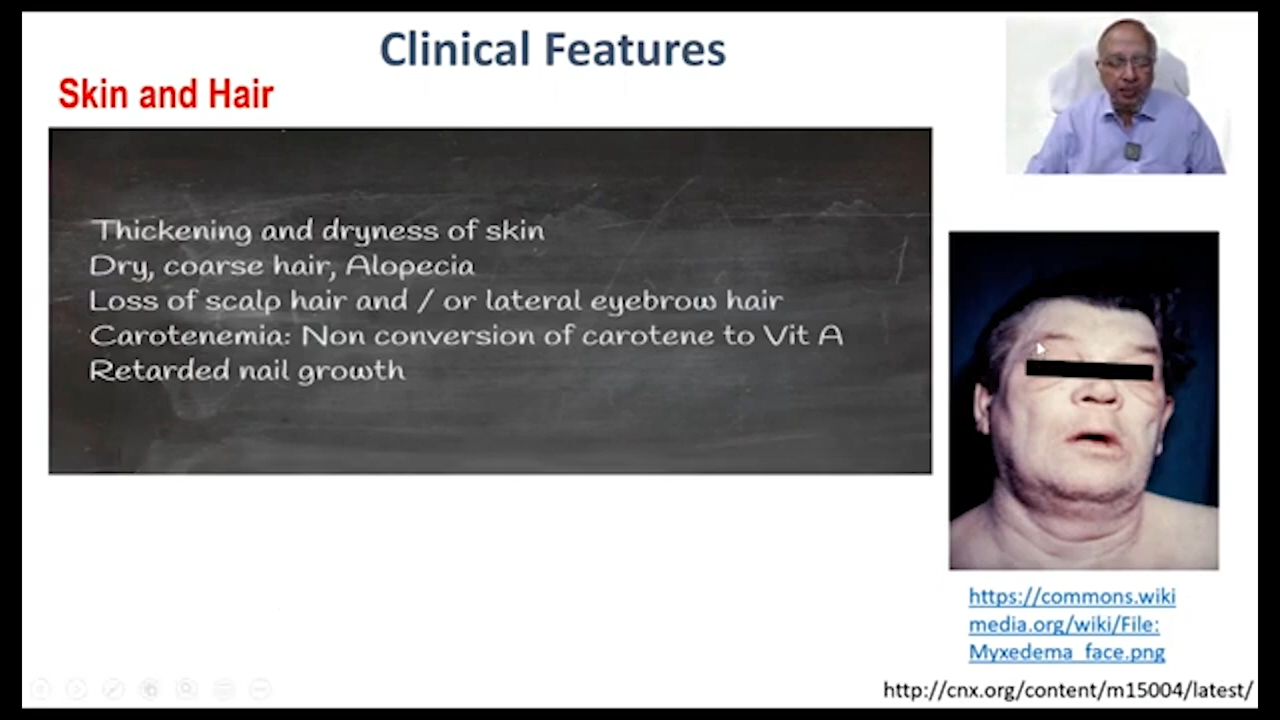 Clinical Features
Skin and Hair
Thickening and dryness of skin
Dry, coarse hair, Alopecia
Loss of scalp hair and / or lateral eyebrow hair
Carotenemia: Non conversion of carotene to Vit A
Retarded nail growth
https://commons.wiki
media.org/wiki/File:
Myxedema_face.png
http://cnx.org/content/m15004/latest/